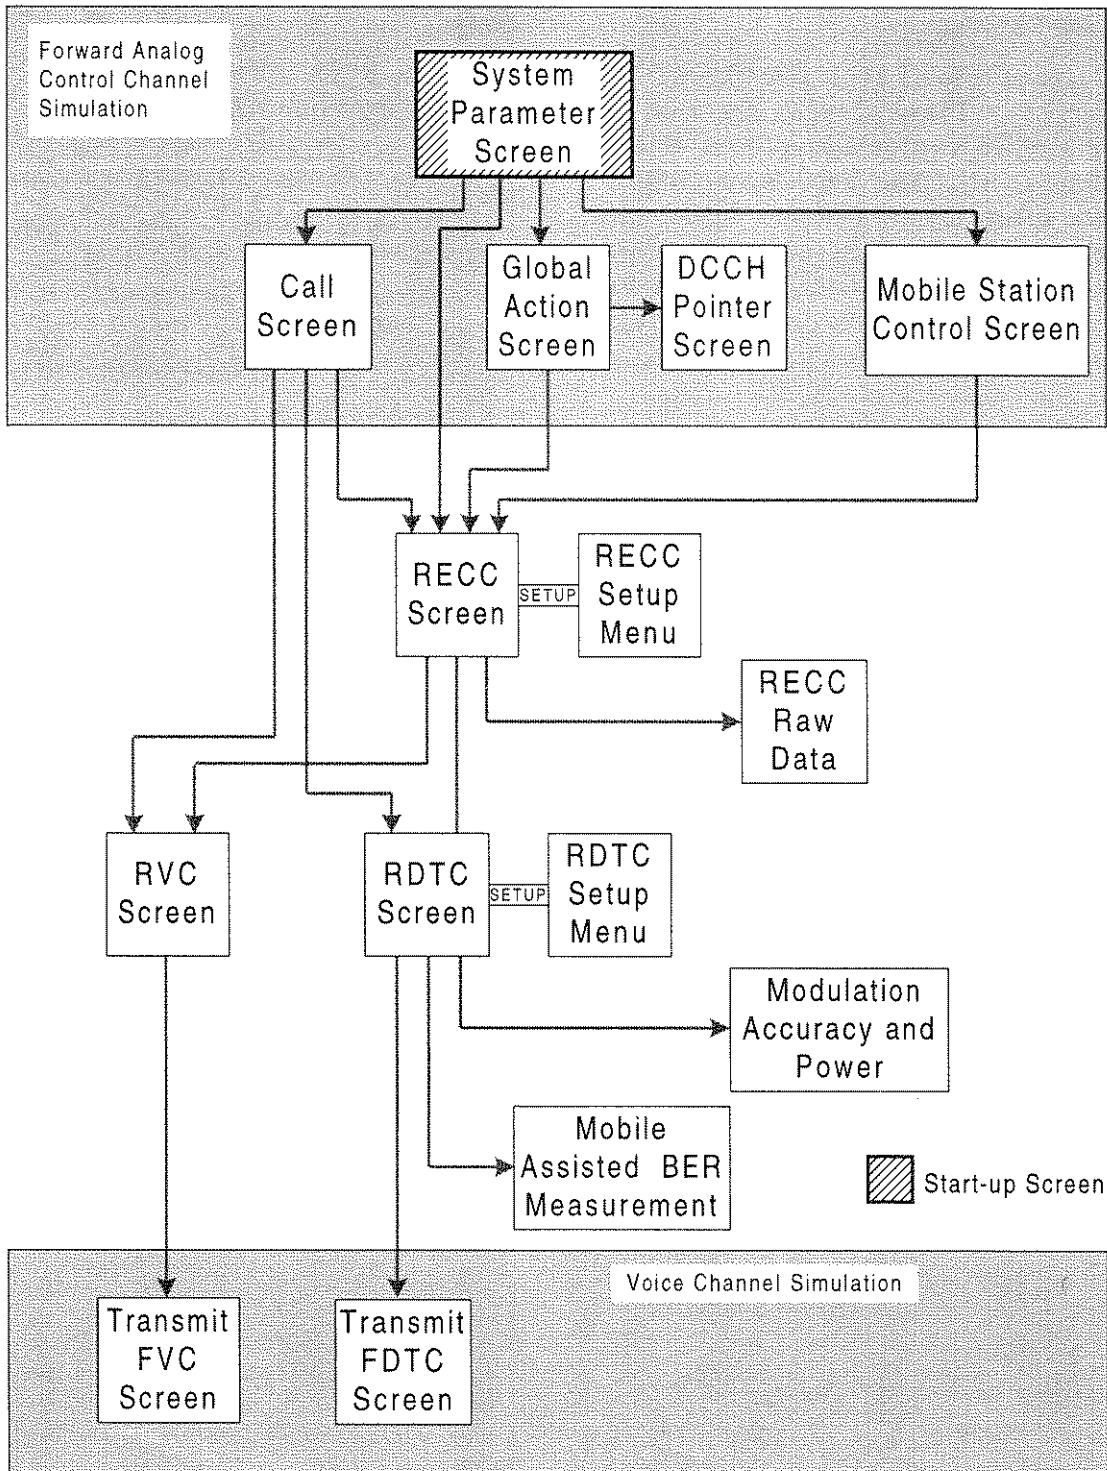 Forward Analog
Control Channel
Simulation
System
Parameter
Screen
Call
Screen
Global
Action
Screen
DCCH
Pointer
Screen
Mobile Station
Control Screen
RECC
Screen
SETUP
RECC
Setup
Menu
RECC
Raw
Data
RVC
Screen
RDTC
Screen
SETUP
RDTC
Setup
Menu
Modulation
Accuracy and
Power
Mobile
Assisted BER
Measurement
Start-up Screen
Voice Channel Simulation
Transmit
FVC
Screen
Transmit
FDTC
Screen